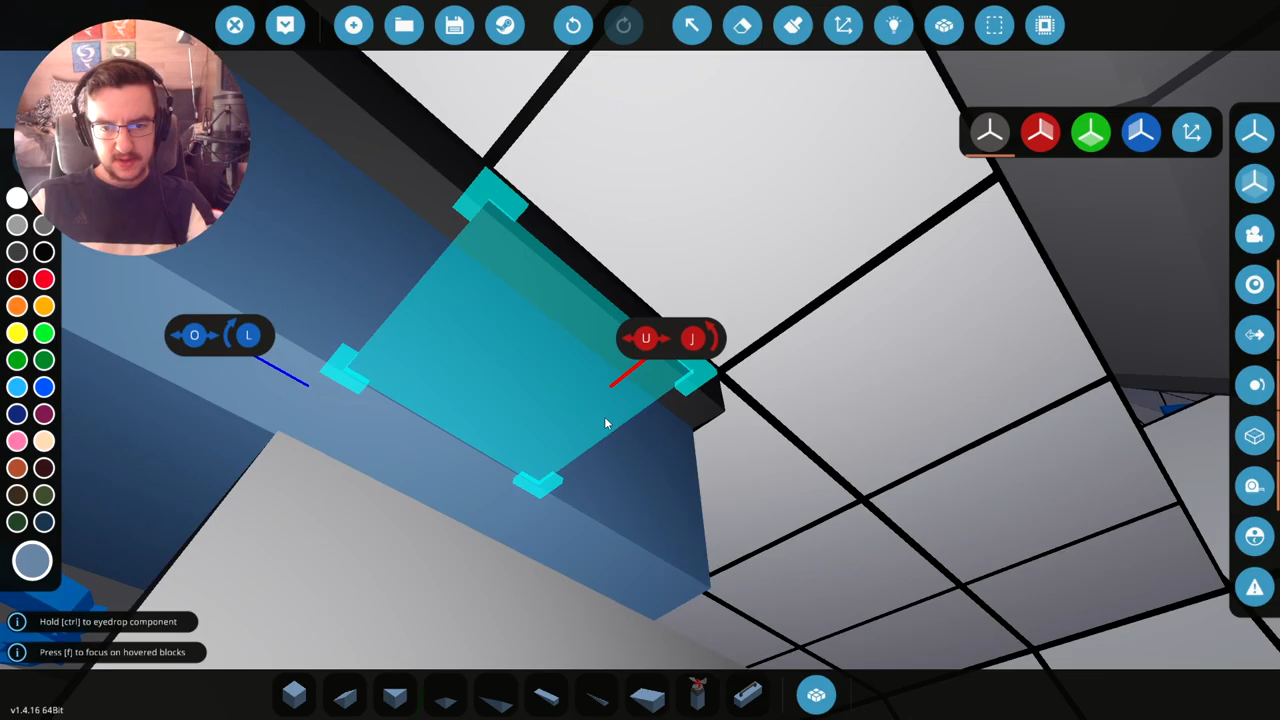 O L
U J
Hold [ctrl] to eyedrop component
Press [f] to focus on hovered blocks
v1.4.16 64Bit